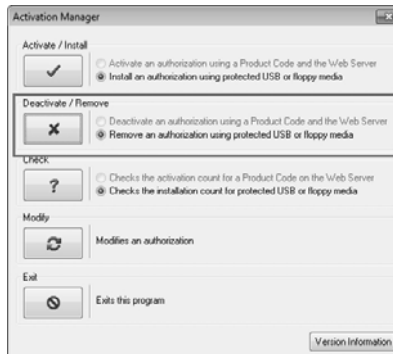 Activation Manager
Activate / Install
Activate an authorization using a Product Code and the Web Server
Install an authorization using protected USB or floppy media
Deactivate / Remove
Deactivate an authorization using a Product Code and the Web Server
Remove an authorization using protected USB or floppy media
Check
Checks the activation count for a Product Code on the Web Server
Checks the installation count for protected USB or floppy media
Modify
Modifies an authorization
Exit
Exits this program
Version Information